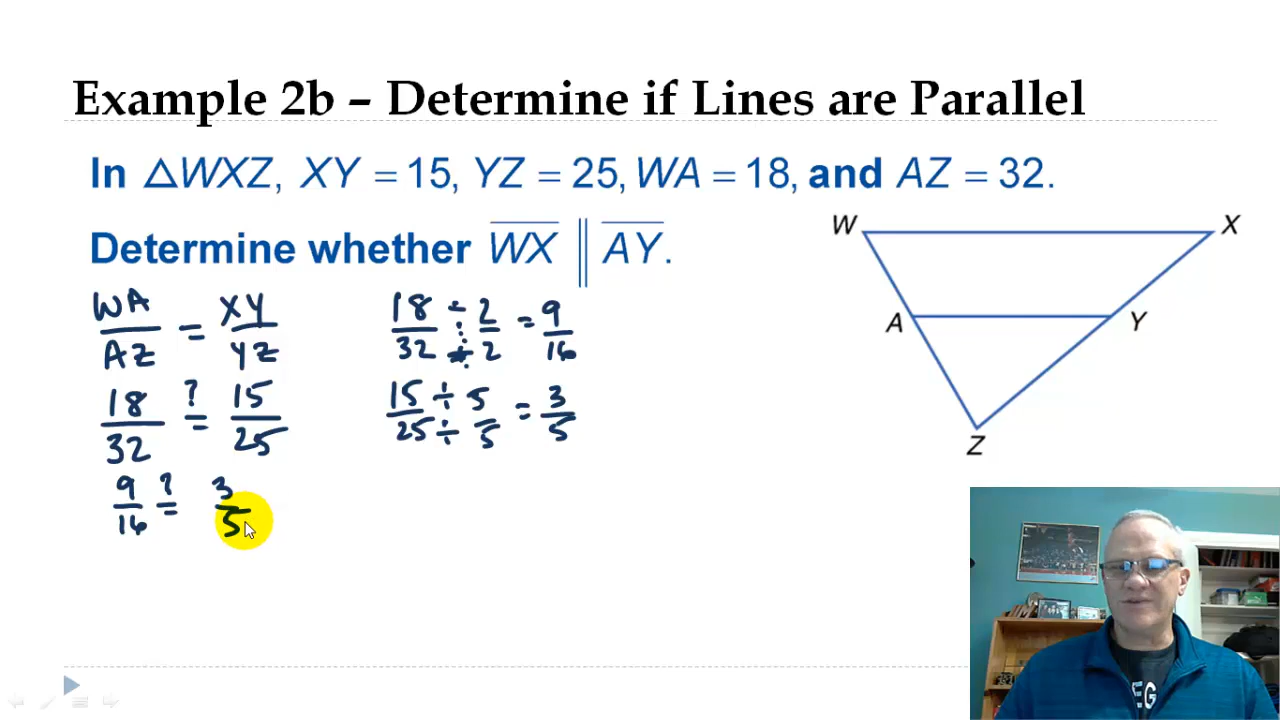 Example 2b – Determine if Lines are Parallel
In △WXZ, XY = 15, YZ = 25, WA = 18, and AZ = 32.
Determine whether WX ∥ AY.
WA/AZ = XY/YZ
18/32 ?= 15/25
9/16 ?= 3/5
18/32 ÷ 2/2 = 9/16
15/25 ÷ 5/5 = 3/5
W
X
A
Y
Z
EG